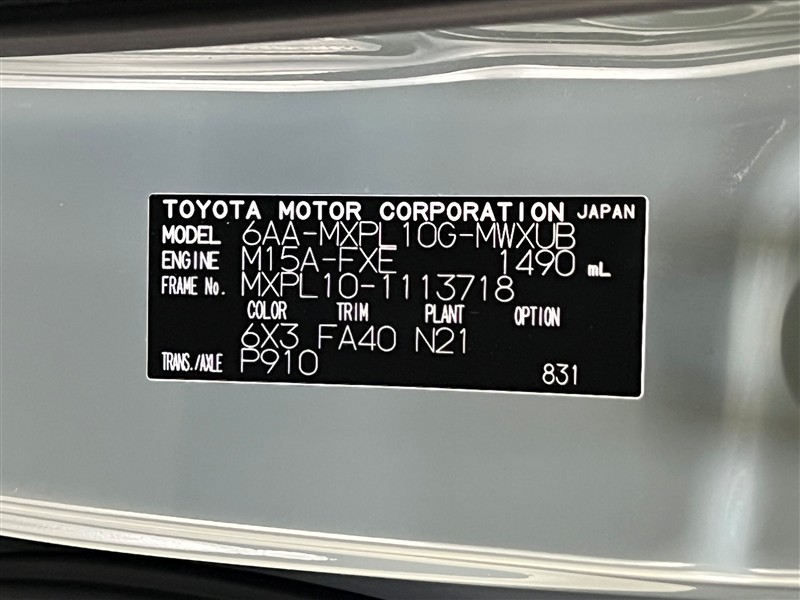 TOYOTA MOTOR CORPORATION JAPAN
MODEL 6AA-MXPL10G-MWXUB
ENGINE M15A-FXE 1490 mL
FRAME No. MXPL10-1113718
COLOR TRIM PLANT OPTION
6X3 FA40 N21
TRANS./AXLE P910 831